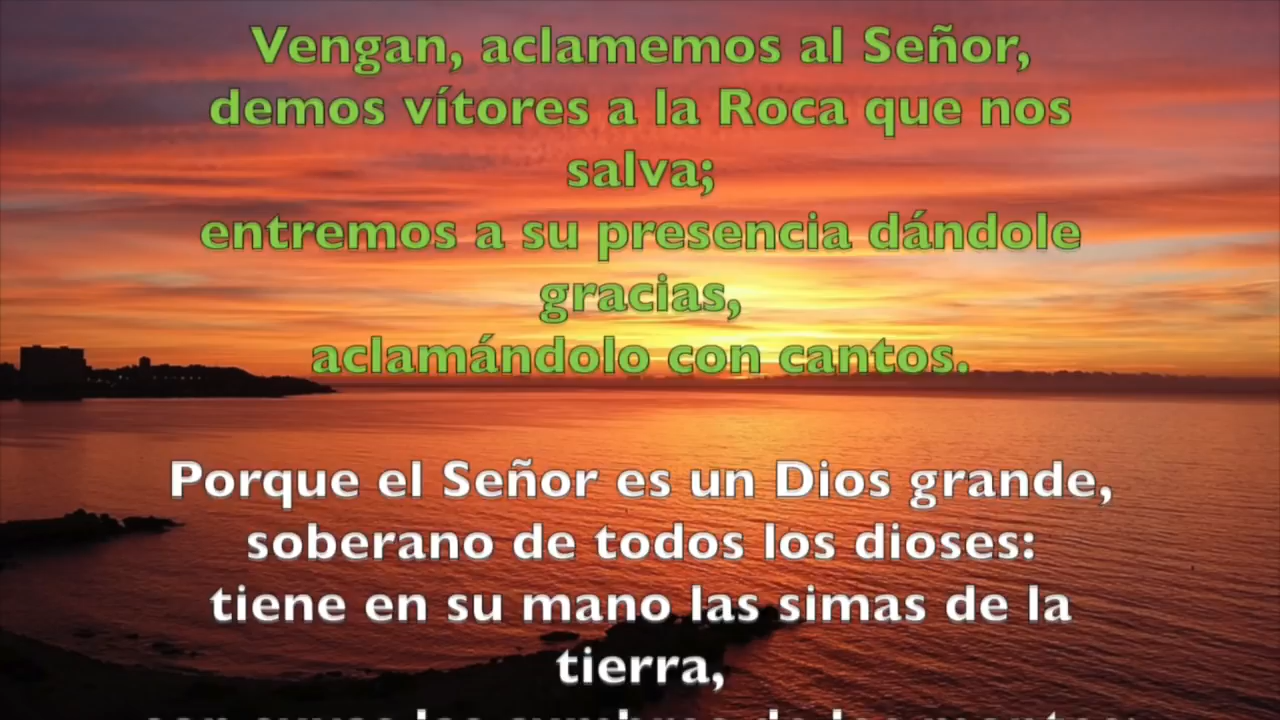 Vengan, aclamemos al Señor,
demos vítores a la Roca que nos
salva;
entremos a su presencia dándole
gracias,
aclamándolo con cantos.
Porque el Señor es un Dios grande,
soberano de todos los dioses:
tiene en su mano las simas de la
tierra,